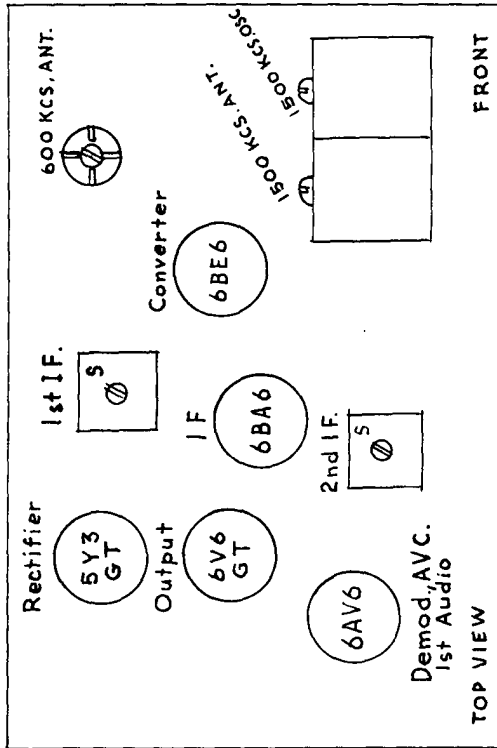 Rectifier
5Y3
GT
1st I F.
S
600 KCS, ANT.
Output
6V6
GT
I F
6BA6
Converter
6BE6
1500 KCS. ANT.
1500 KCS. OSC
2nd I F.
S
6AV6
Demod., AVC.
1st Audio
TOP VIEW
FRONT